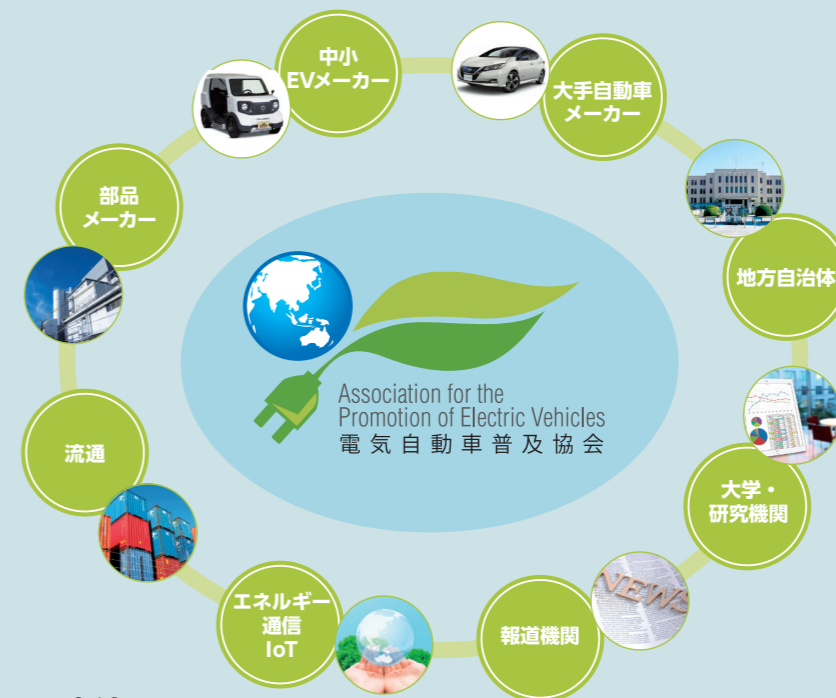 中小
EVメーカー
大手自動車
メーカー
部品
メーカー
地方自治体
Association for the
Promotion of Electric Vehicles
電気自動車普及協会
流通
大学・
研究機関
エネルギー
通信
IoT
報道機関
NEWS